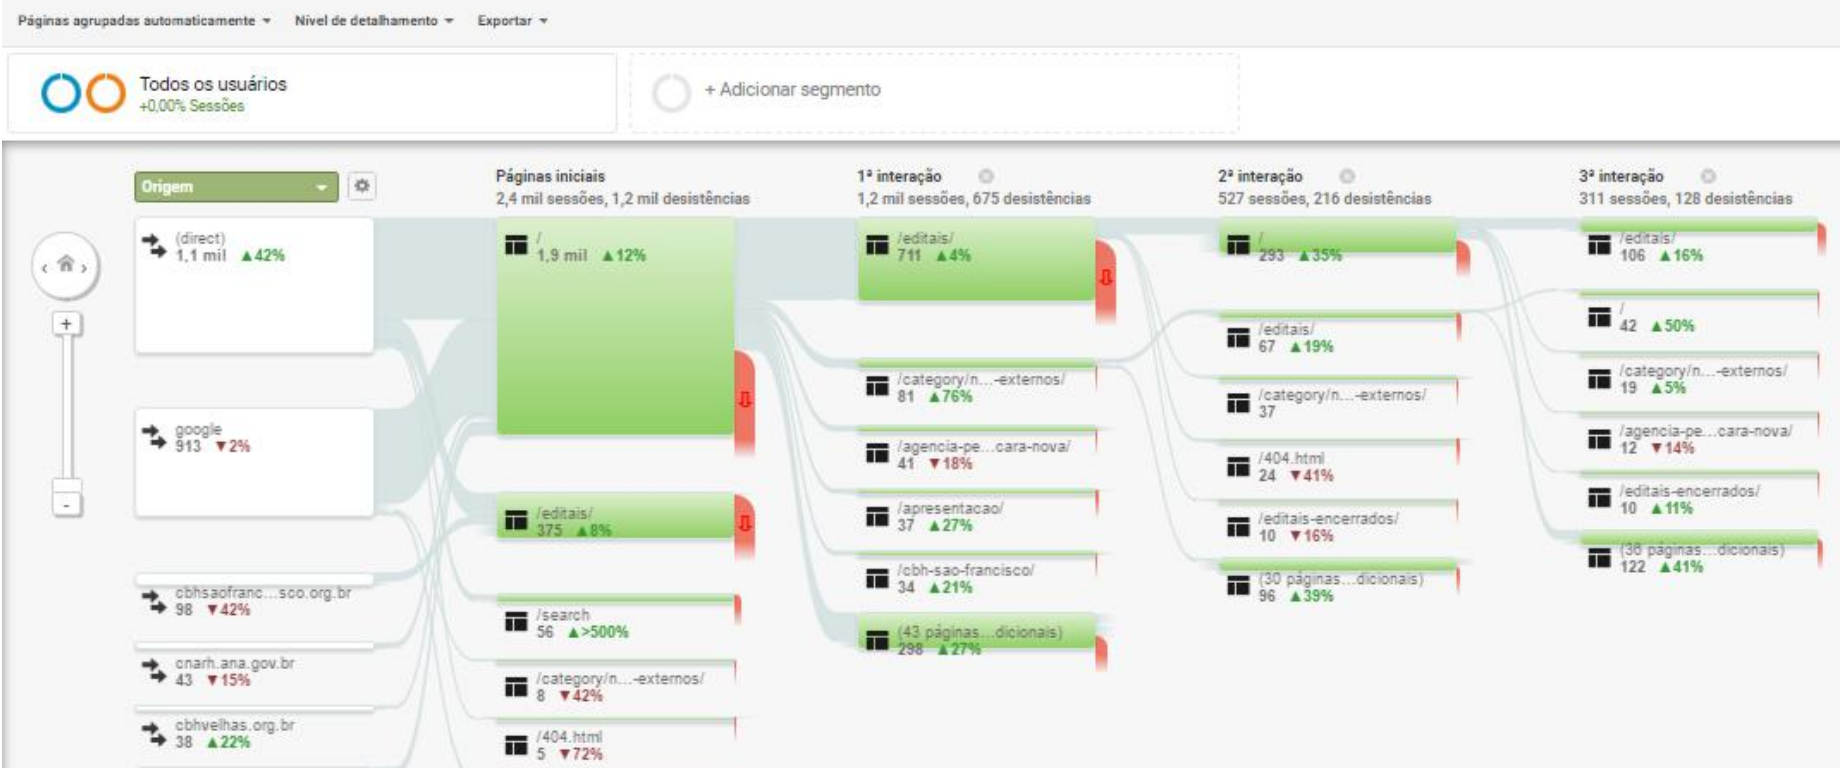 Páginas agrupadas automaticamente
Nível de detalhamento
Exportar
Todos os usuários
+0,00% Sessões
+ Adicionar segmento
Origem
(direct)
1,1 mil ▲42%
google
913 ▼2%
cbhsaofranc...sco.org.br
98 ▼42%
cnarh.ana.gov.br
43 ▼15%
cbhvelhas.org.br
38 ▲22%
+
-
Páginas iniciais
2,4 mil sessões, 1,2 mil desistências
/
1,9 mil ▲12%
/editais/
375 ▲8%
/search
56 ▲>500%
/category/n...-externos/
8 ▼42%
/404.html
5 ▼72%
1ª interação
1,2 mil sessões, 675 desistências
/editais/
711 ▲4%
/category/n...-externos/
81 ▲76%
/agencia-pe...cara-nova/
41 ▼18%
/apresentacao/
37 ▲27%
/cbh-sao-francisco/
34 ▲21%
(43 páginas...dicionais)
298 ▲27%
2ª interação
527 sessões, 216 desistências
/
293 ▲35%
/editais/
67 ▲19%
/category/n...-externos/
37
/404.html
24 ▼41%
/editais-encerrados/
10 ▼16%
(30 páginas...dicionais)
96 ▲39%
3ª interação
311 sessões, 128 desistências
/editais/
106 ▲16%
/
42 ▲50%
/category/n...-externos/
19 ▲5%
/agencia-pe...cara-nova/
12 ▼14%
/editais-encerrados/
10 ▲11%
páginas...dicionais)
122 ▲41%